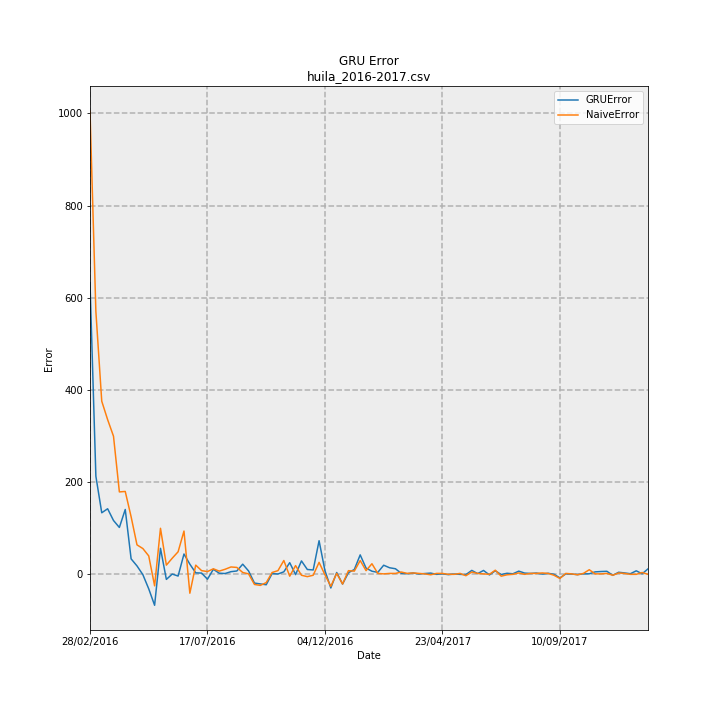 GRU Error
huila_2016-2017.csv
GRUError
NaiveError
1000
800
600
400
200
0
Error
28/02/2016
17/07/2016
04/12/2016
23/04/2017
10/09/2017
Date